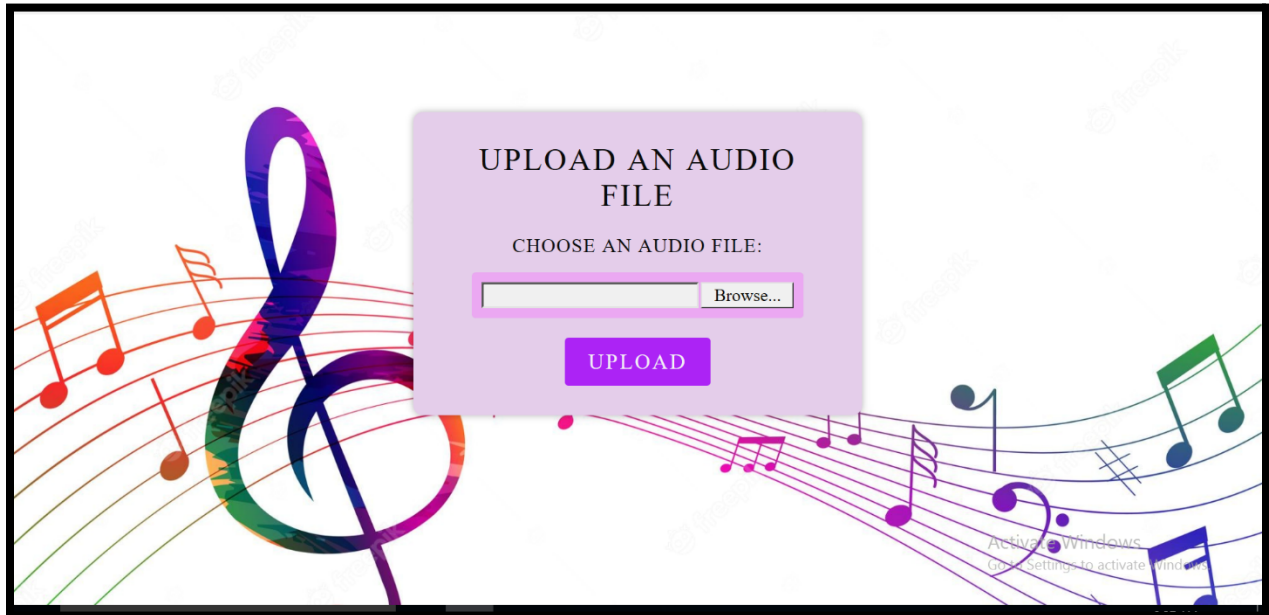 UPLOAD AN AUDIO
FILE
CHOOSE AN AUDIO FILE:
Browse...
UPLOAD
Activate Windows
Go to Settings to activate Windows.